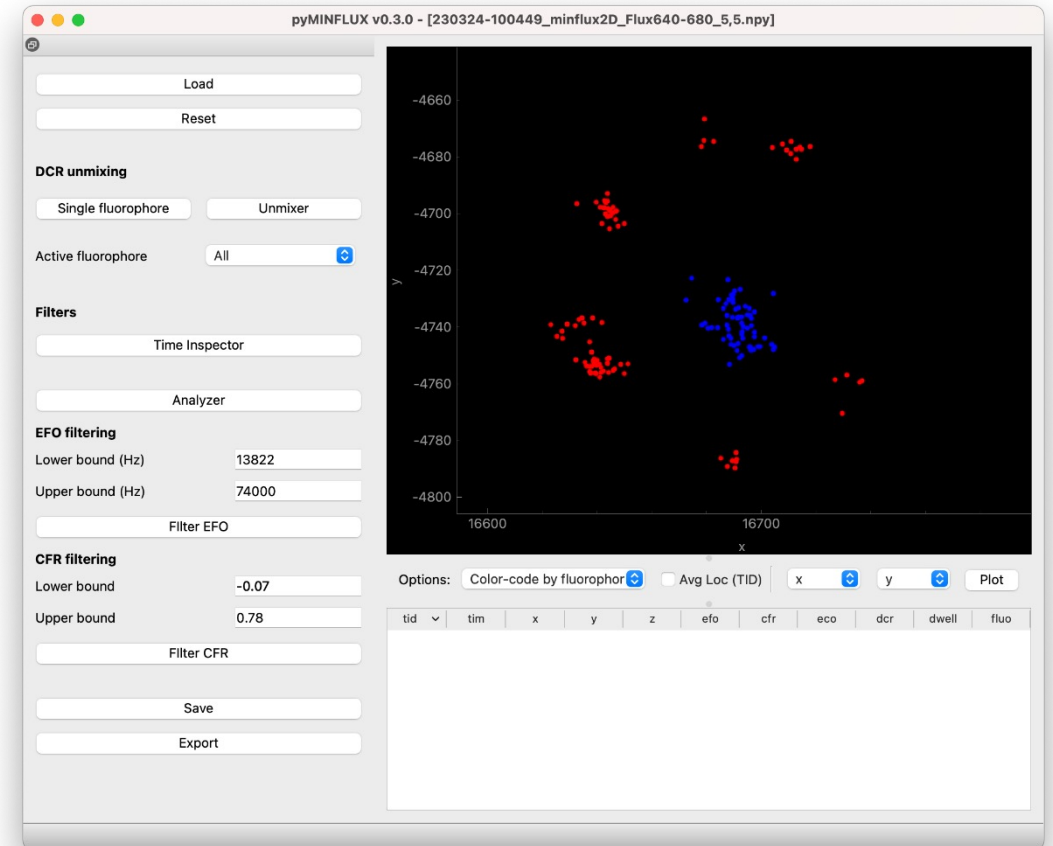 pyMINFLUX v0.3.0 - [230324-100449_minflux2D_Flux640-680_5,5.npy]
Load
Reset
DCR unmixing
Single fluorophore Unmixer
Active fluorophore All
Filters
Time Inspector
Analyzer
EFO filtering
Lower bound (Hz) 13822
Upper bound (Hz) 74000
Filter EFO
CFR filtering
Lower bound -0.07
Upper bound 0.78
Filter CFR
Save
Export
-4660
-4680
-4700
-4720
y
-4740
-4760
-4780
-4800
16600 16700
x
Options: Color-code by fluorophor Avg Loc (TID) x y Plot
tid tim x y z efo cfr eco dcr dwell fluo